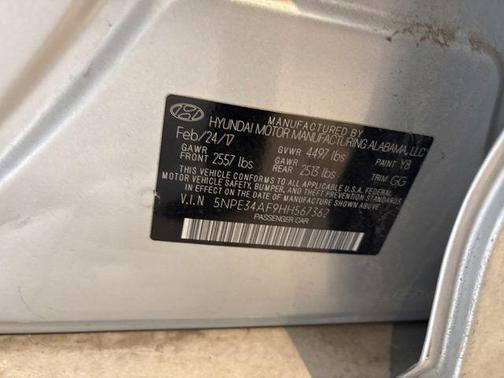 MANUFACTURED BY
HYUNDAI MOTOR MANUFACTURING ALABAMA, LLC
Feb/24/17 GVWR 4497 lbs PAINT Y8
GAWR FRONT 2557 lbs GAWR REAR 2513 lbs TRIM GG
THIS VEHICLE CONFORMS TO ALL APPLICABLE U.S.A. FEDERAL
MOTOR VEHICLE SAFETY, BUMPER, AND THEFT PREVENTION STANDARDS
IN EFFECT ON THE DATE OF MANUFACTURE SHOWN ABOVE.
V.I.N 5NPE34AF9HH567362
PASSENGER CAR